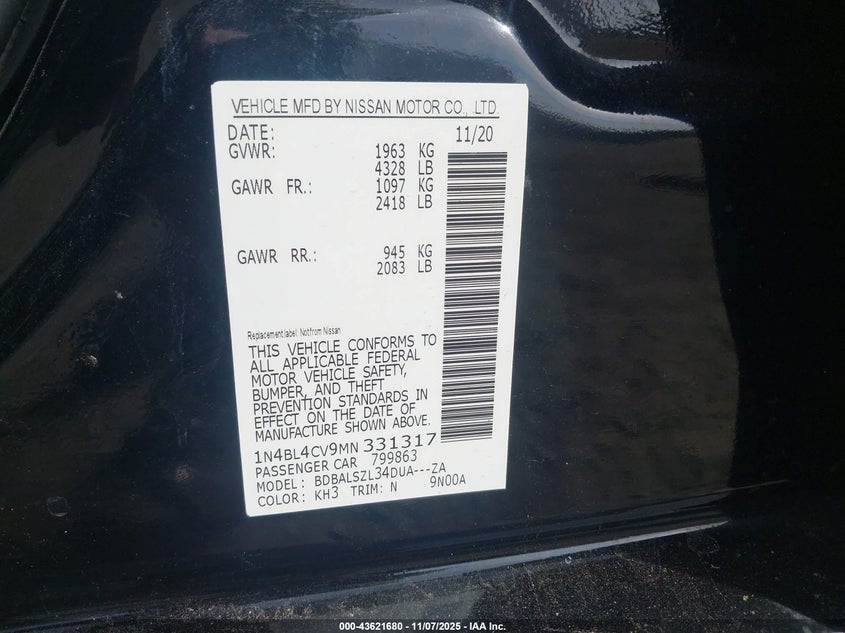 VEHICLE MFD BY NISSAN MOTOR CO., LTD.
DATE: 11/20
GVWR: 1963 KG
4328 LB
GAWR FR.: 1097 KG
2418 LB
GAWR RR.: 945 KG
2083 LB
Replacement label Not from Nissan
THIS VEHICLE CONFORMS TO
ALL APPLICABLE FEDERAL
MOTOR VEHICLE SAFETY,
BUMPER, AND THEFT
PREVENTION STANDARDS IN
EFFECT ON THE DATE OF
MANUFACTURE SHOWN ABOVE.
1N4BL4CV9MN 331317
PASSENGER CAR 799863
MODEL: BDBALSZL34DUA---ZA
COLOR: KH3 TRIM: N 9N00A
000-43621680 - 11/07/2025 - IAA Inc.